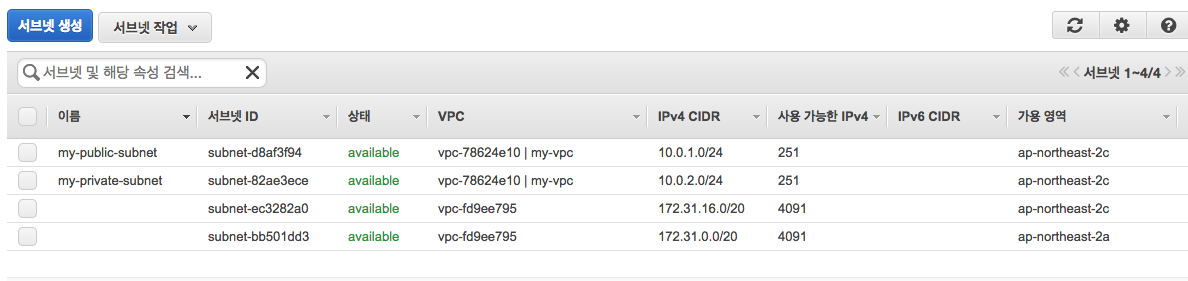 서브넷 생성 서브넷 작업
서브넷 및 해당 속성 검색... 서브넷 1~4/4
이름 서브넷 ID 상태 VPC IPv4 CIDR 사용 가능한 IPv4 IPv6 CIDR 가용 영역
my-public-subnet subnet-d8af3f94 available vpc-78624e10 | my-vpc 10.0.1.0/24 251 ap-northeast-2c
my-private-subnet subnet-82ae3ece available vpc-78624e10 | my-vpc 10.0.2.0/24 251 ap-northeast-2c
subnet-ec3282a0 available vpc-fd9ee795 172.31.16.0/20 4091 ap-northeast-2c
subnet-bb501dd3 available vpc-fd9ee795 172.31.0.0/20 4091 ap-northeast-2a